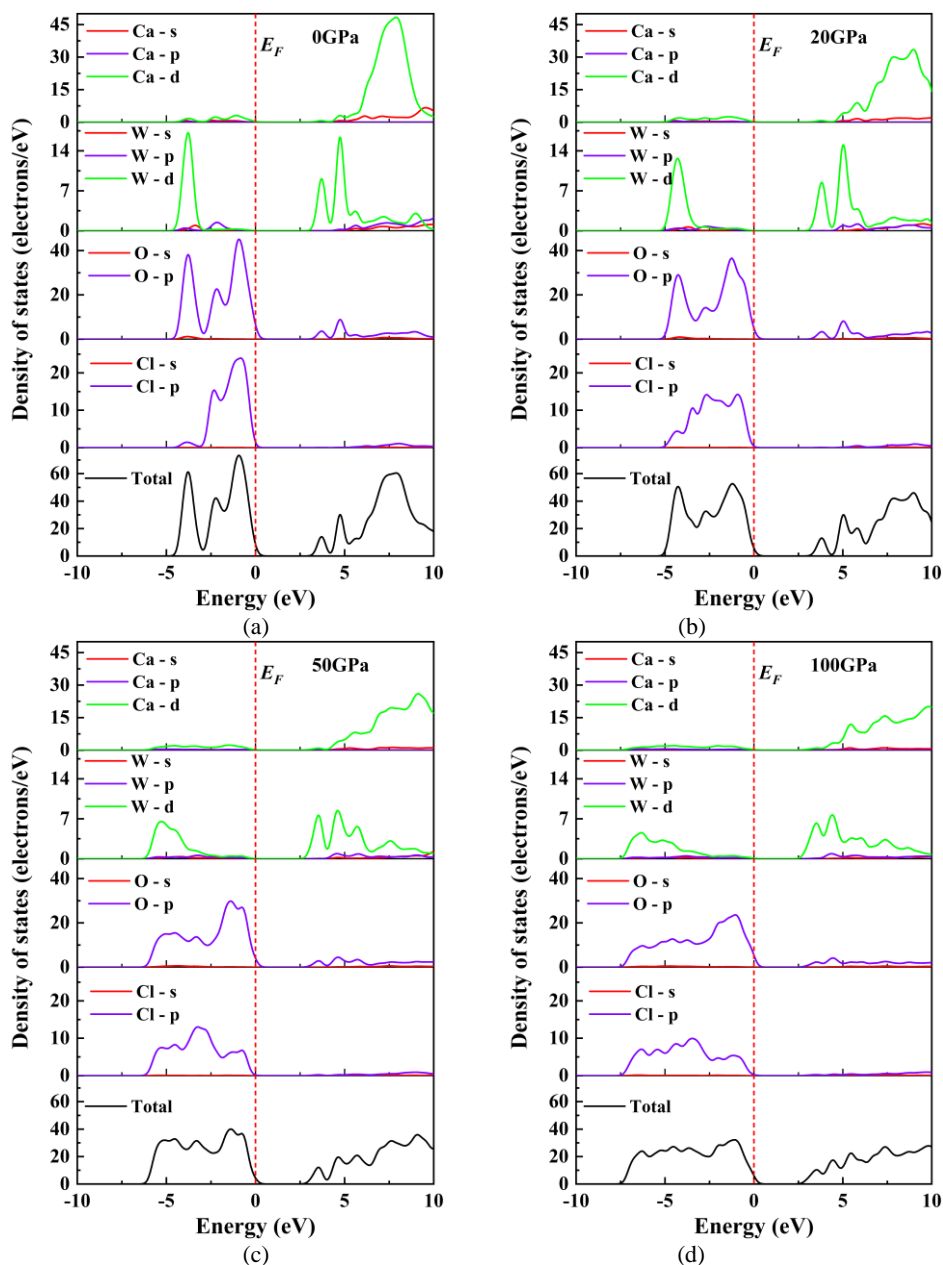 Density of states (electrons/eV)
45
30
15
0
14
7
0
40
20
0
20
10
0
60
40
20
0
Ca - s
Ca - p
Ca - d
E_F
0GPa
W - s
W - p
W - d
O - s
O - p
Cl - s
Cl - p
Total
-10 -5 0 5 10
Energy (eV)
(a)
Density of states (electrons/eV)
45
30
15
0
14
7
0
40
20
0
20
10
0
60
40
20
0
Ca - s
Ca - p
Ca - d
E_F
20GPa
W - s
W - p
W - d
O - s
O - p
Cl - s
Cl - p
Total
-10 -5 0 5 10
Energy (eV)
(b)
Density of states (electrons/eV)
45
30
15
0
14
7
0
40
20
0
20
10
0
60
40
20
0
Ca - s
Ca - p
Ca - d
E_F
50GPa
W - s
W - p
W - d
O - s
O - p
Cl - s
Cl - p
Total
-10 -5 0 5 10
Energy (eV)
(c)
Density of states (electrons/eV)
45
30
15
0
14
7
0
40
20
0
20
10
0
60
40
20
0
Ca - s
Ca - p
Ca - d
E_F
100GPa
W - s
W - p
W - d
O - s
O - p
Cl - s
Cl - p
Total
-10 -5 0 5 10
Energy (eV)
(d)